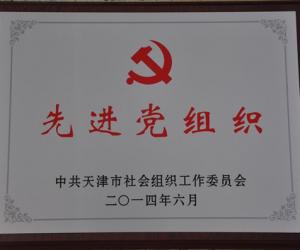 先进党组织
中共天津市社会组织工作委员会
二〇一四年六月